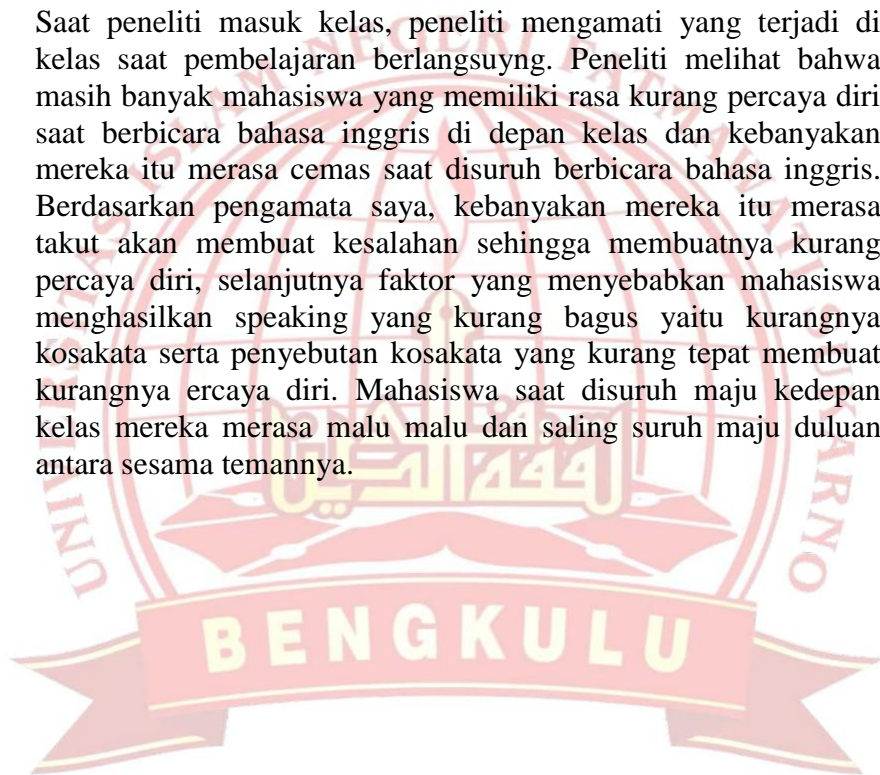 Saat peneliti masuk kelas, peneliti mengamati yang terjadi di
kelas saat pembelajaran berlangsuyng. Peneliti melihat bahwa
masih banyak mahasiswa yang memiliki rasa kurang percaya diri
saat berbicara bahasa inggris di depan kelas dan kebanyakan
mereka itu merasa cemas saat disuruh berbicara bahasa inggris.
Berdasarkan pengamata saya, kebanyakan mereka itu merasa
takut akan membuat kesalahan sehingga membuatnya kurang
percaya diri, selanjutnya faktor yang menyebabkan mahasiswa
menghasilkan speaking yang kurang bagus yaitu kurangnya
kosakata serta penyebutan kosakata yang kurang tepat membuat
kurangnya ercaya diri. Mahasiswa saat disuruh maju kedepan
kelas mereka merasa malu malu dan saling suruh maju duluan
antara sesama temannya.
UNIVERSITAS ISLAM NEGERI FATMAWATI SUKARNO
BENGKULU